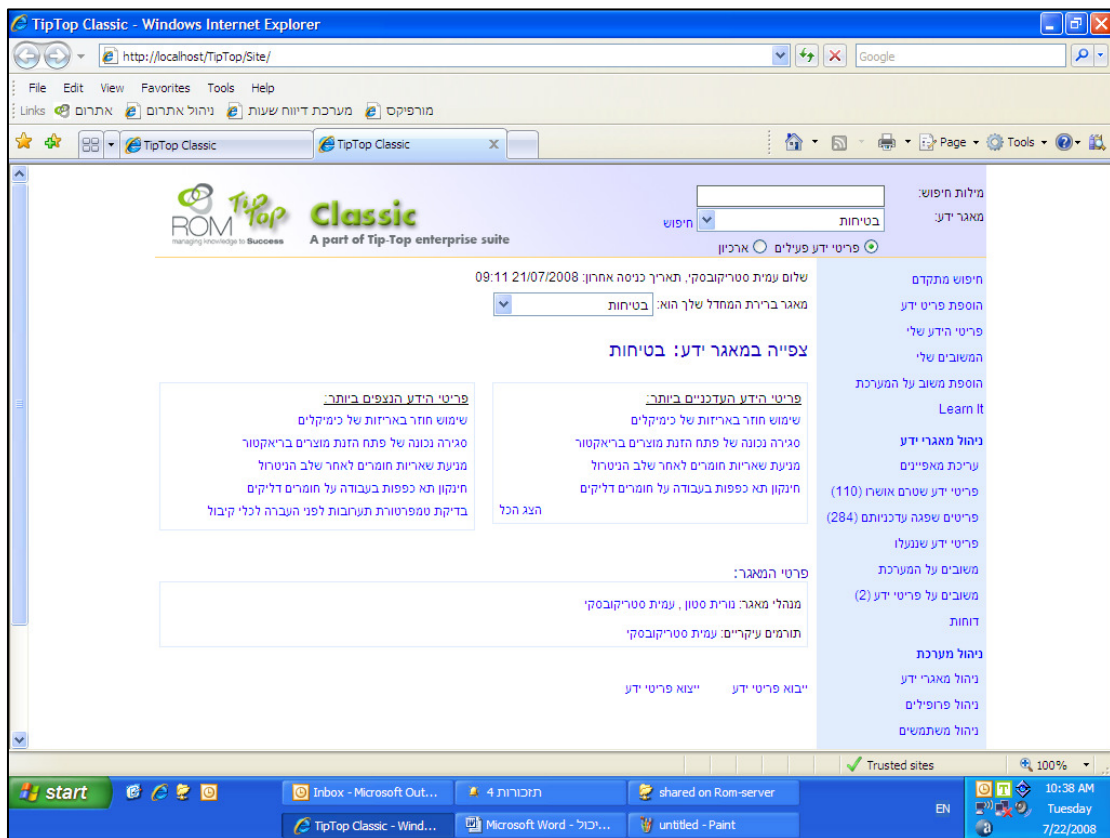 TipTop Classic - Windows Internet Explorer
http://localhost/TipTop/Site/
Google
File Edit View Favorites Tools Help
Links אתרום ניהול אתרום מערכת דיווח שעות מורפיקס
TipTop Classic
TipTop Classic
Page Tools
ROM
managing knowledge to Success
TipTop
Classic
A part of Tip-Top enterprise suite
מילות חיפוש:
מאגר ידע: בטיחות חיפוש
פריטי ידע פעילים ארכיון
חיפוש מתקדם
הוספת פריט ידע
פריטי הידע שלי
המשובים שלי
הוספת משוב על המערכת
Learn It
ניהול מאגרי ידע
עריכת מאפיינים
פריטי ידע שטרם אושרו (110)
פריטים שפגה עדכניותם (284)
פריטי ידע שננעלו
משובים על המערכת
משובים על פריטי ידע (2)
דוחות
ניהול מערכת
ניהול מאגרי ידע
ניהול פרופילים
ניהול משתמשים
שלום עמית סטריקובסקי, תאריך כניסה אחרון: 21/07/2008 09:11
מאגר ברירת המחדל שלך הוא: בטיחות
צפייה במאגר ידע: בטיחות
פריטי הידע העדכניים ביותר:
שימוש חוזר באריזות של כימיקלים
סגירה נכונה של פתח הזנת מוצרים בריאקטור
מניעת שאריות חומרים לאחר שלב הניטרול
חינקון תא כפפות בעבודה על חומרים דליקים
הצג הכל
פריטי הידע הנצפים ביותר:
שימוש חוזר באריזות של כימיקלים
סגירה נכונה של פתח הזנת מוצרים בריאקטור
מניעת שאריות חומרים לאחר שלב הניטרול
חינקון תא כפפות בעבודה על חומרים דליקים
בדיקת טמפרטורת תערובות לפני העברה לכלי קיבול
פרטי המאגר:
מנהלי מאגר: נורית סטון , עמית סטריקובסקי
תורמים עיקריים: עמית סטריקובסקי
ייבוא פריטי ידע ייצוא פריטי ידע
Trusted sites 100%
start
Inbox - Microsoft Out...
4 תזכורות
shared on Rom-server
TipTop Classic - Wind...
Microsoft Word - יכול...
untitled - Paint
EN
10:38 AM
Tuesday
7/22/2008